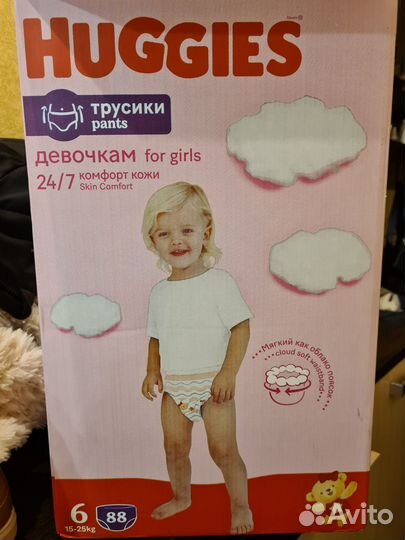 HUGGIES
трусики
pants
девочкам for girls
24/7 комфорт кожи
Skin Comfort
Мягкий как облако поясок
cloud soft waistband
6
88
15-25kg
Avito